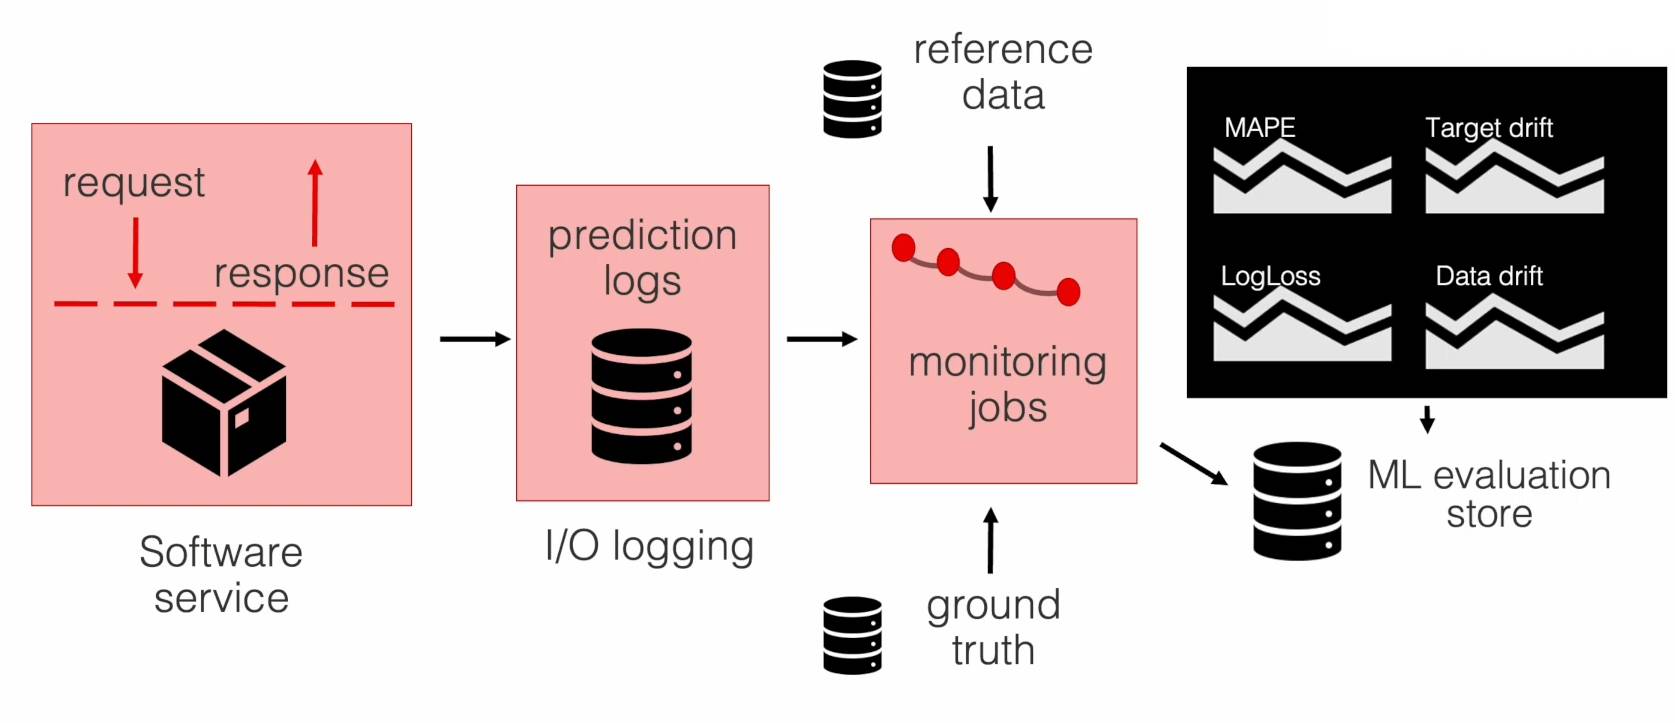 request
response
Software
service
prediction
logs
I/O logging
reference
data
monitoring
jobs
ground
truth
MAPE
Target drift
LogLoss
Data drift
ML evaluation
store